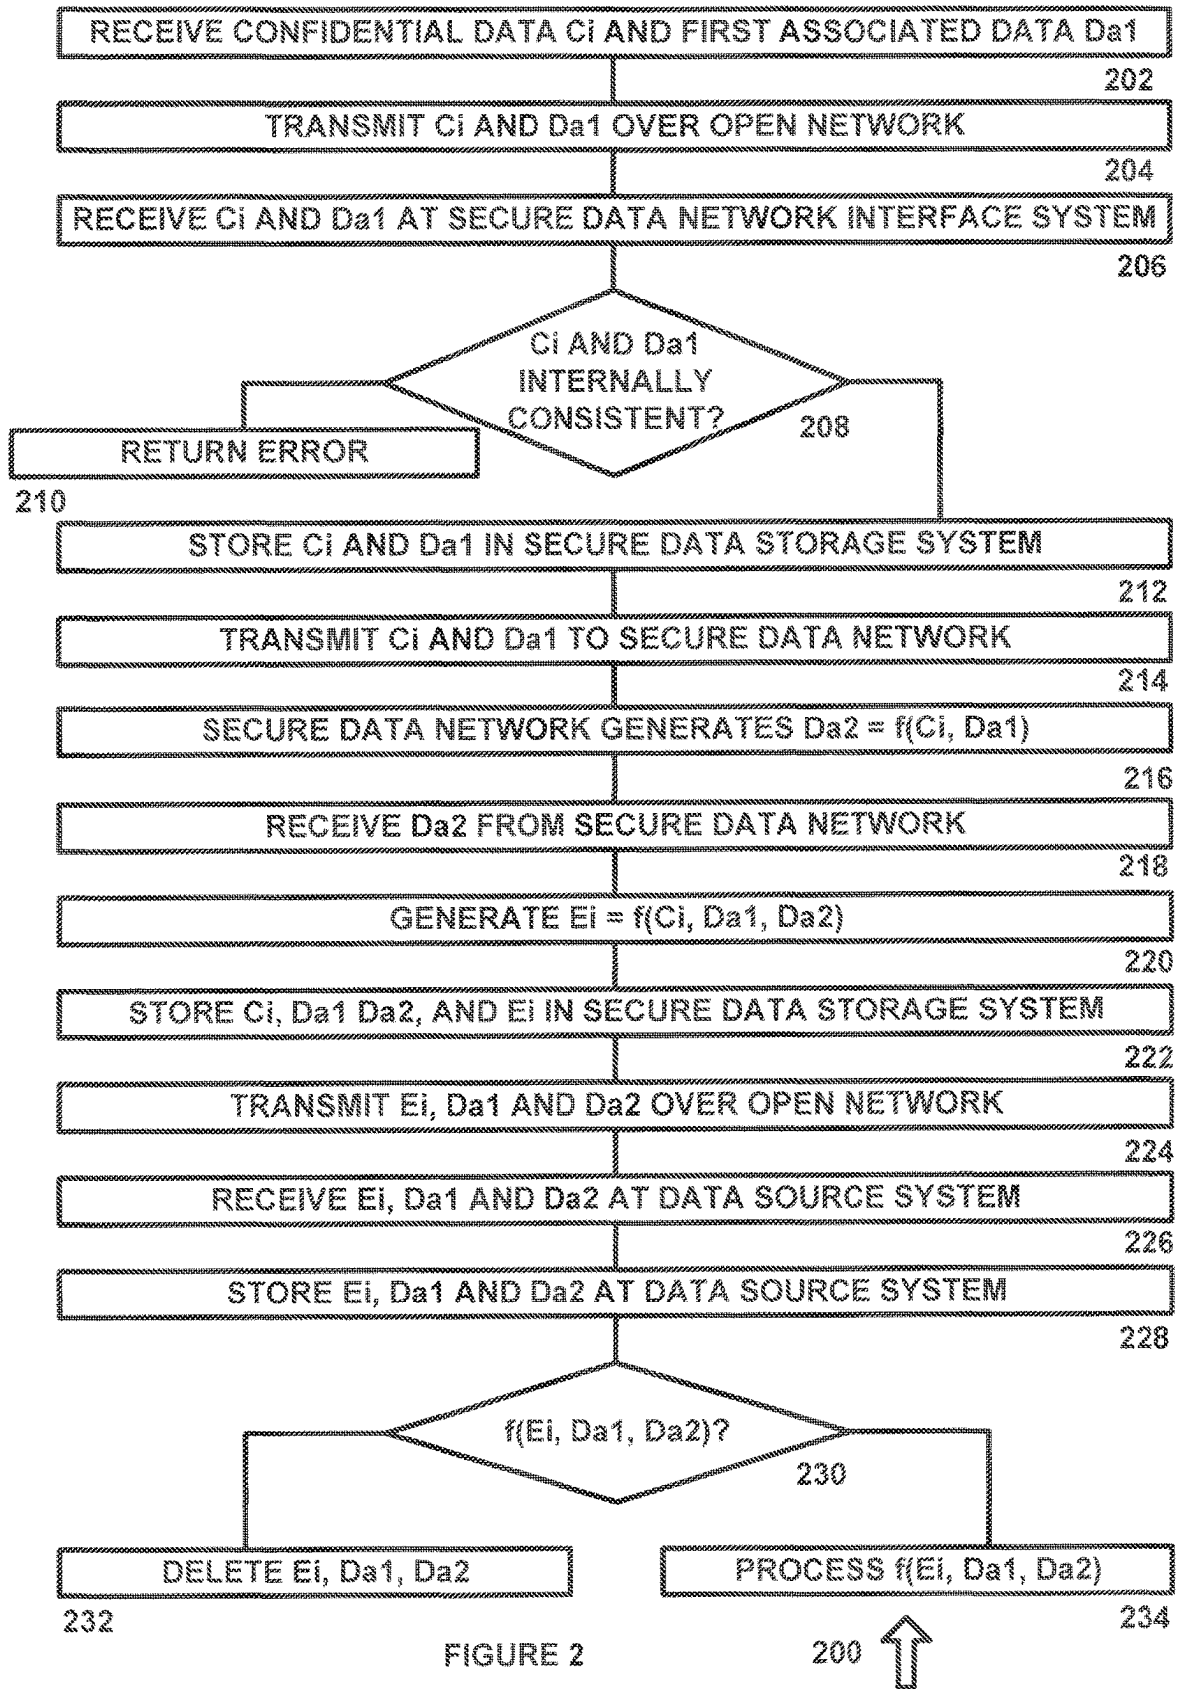 RECEIVE CONFIDENTIAL DATA Ci AND FIRST ASSOCIATED DATA Da1
202
TRANSMIT Ci AND Da1 OVER OPEN NETWORK
204
RECEIVE Ci AND Da1 AT SECURE DATA NETWORK INTERFACE SYSTEM
206
Ci AND Da1
INTERNALLY
CONSISTENT?
208
RETURN ERROR
210
STORE Ci AND Da1 IN SECURE DATA STORAGE SYSTEM
212
TRANSMIT Ci AND Da1 TO SECURE DATA NETWORK
214
SECURE DATA NETWORK GENERATES Da2 = f(Ci, Da1)
216
RECEIVE Da2 FROM SECURE DATA NETWORK
218
GENERATE Ei = f(Ci, Da1, Da2)
220
STORE Ci, Da1 Da2, AND Ei IN SECURE DATA STORAGE SYSTEM
222
TRANSMIT Ei, Da1 AND Da2 OVER OPEN NETWORK
224
RECEIVE Ei, Da1 AND Da2 AT DATA SOURCE SYSTEM
226
STORE Ei, Da1 AND Da2 AT DATA SOURCE SYSTEM
228
f(Ei, Da1, Da2)?
230
DELETE Ei, Da1, Da2
232
PROCESS f(Ei, Da1, Da2)
234
FIGURE 2
200